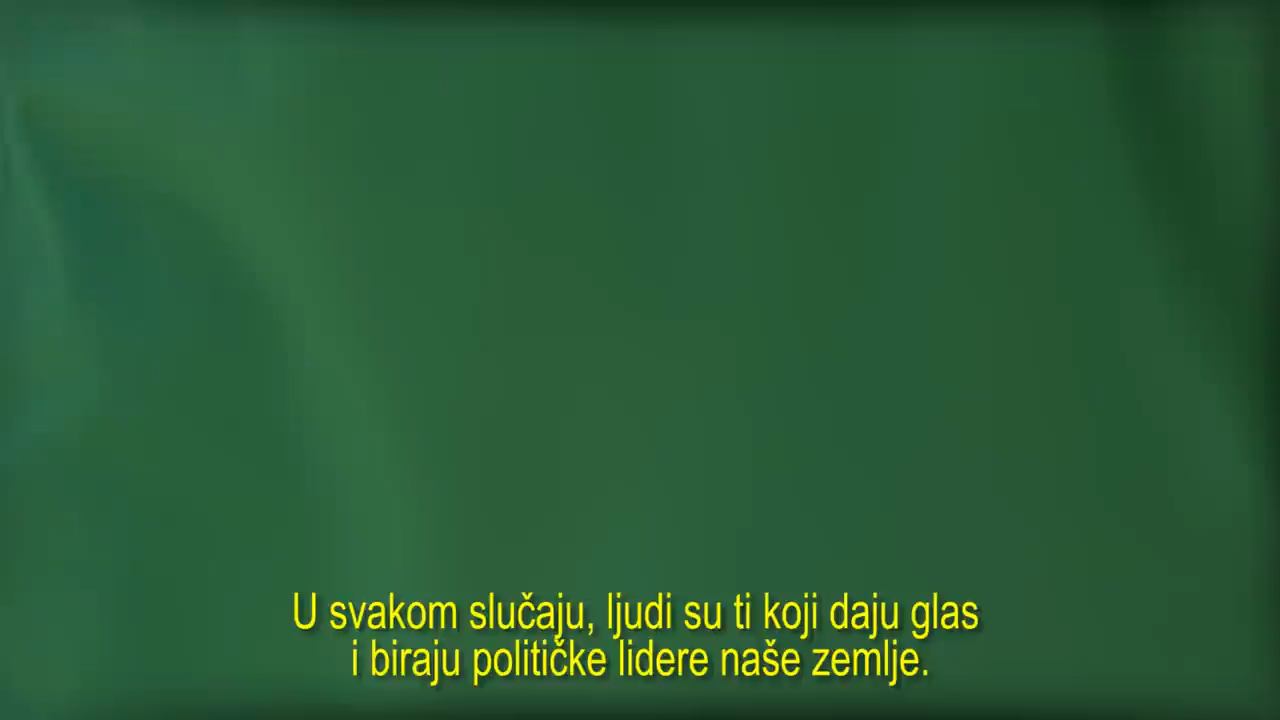 U svakom slučaju, ljudi su ti koji daju glas
i biraju političke lidere naše zemlje.